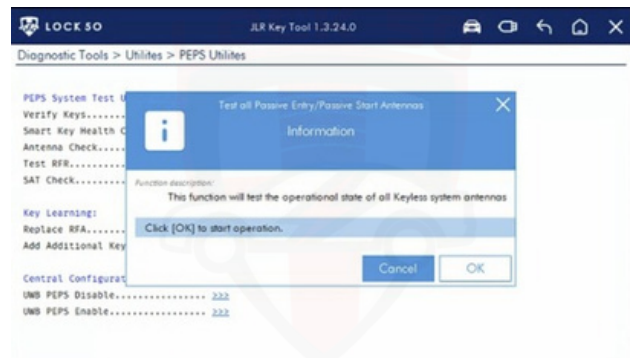 LOCK 50
JLR Key Tool 1.3.24.0
Diagnostic Tools > Utilites > PEPS Utilites
PEPS System Test U
Verify Keys.......
Smart Key Health C
Antenna Check.....
Test RFR..........
SAT Check.........
Key Learning:
Replace RFA.......
Add Additional Key
Central Configurat
UWB PEPS Disable................ >>>
UWB PEPS Enable................. >>>
Test all Passive Entry/Passive Start Antennas
Information
Function description:
This function will test the operational state of all Keyless system antennas
Click [OK] to start operation.
Cancel
OK